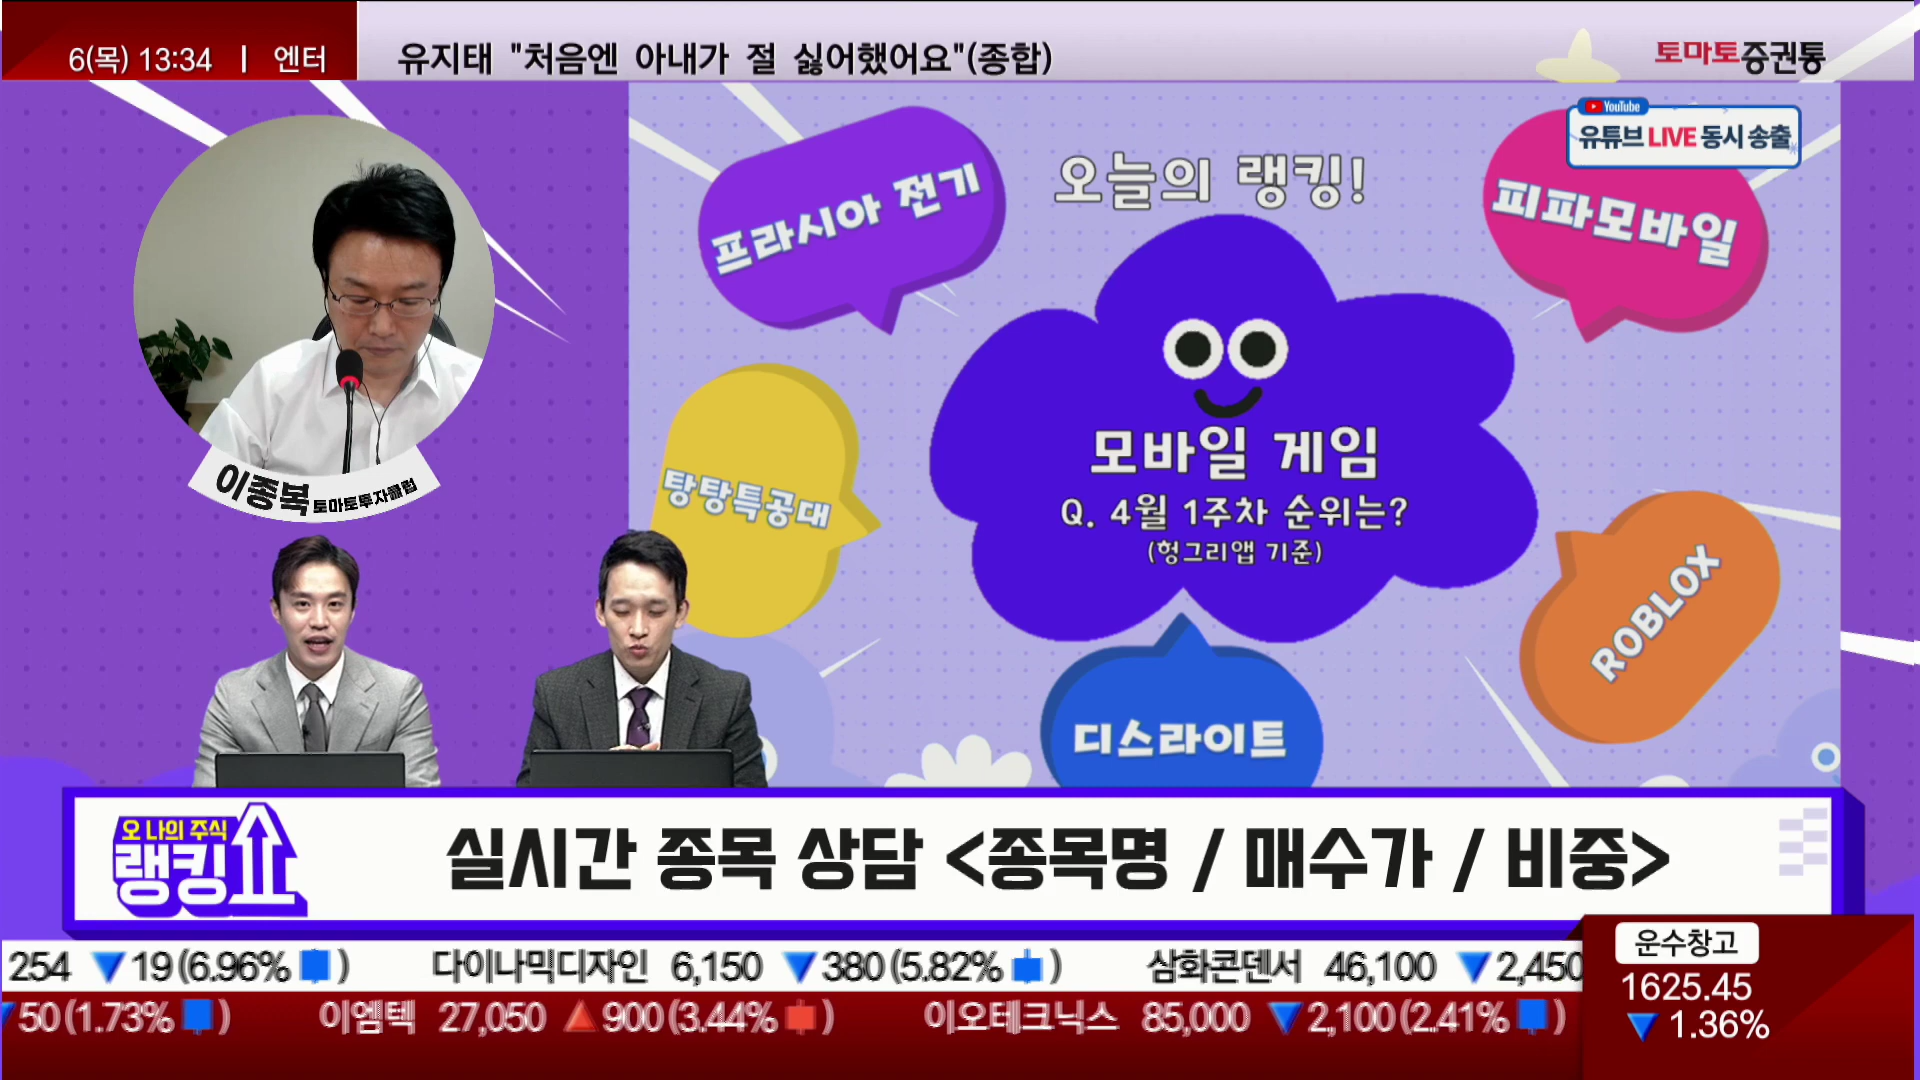 6(목) 13:34 | 엔터
유지태 "처음엔 아내가 절 싫어했어요"(종합)
토마토증권통
YouTube
유튜브 LIVE 동시 송출
오늘의 랭킹!
프라시아 전기
피파모바일
모바일 게임
Q. 4월 1주차 순위는?
(헝그리앱 기준)
탕탕특공대
ROBLOX
디스라이트
이종복 토마토투자클럽
오 나의 주식
랭킹쇼
실시간 종목 상담 <종목명 / 매수가 / 비중>
254 ▼19(6.96% ) 다이나믹디자인 6,150 ▼380(5.82% ) 삼화콘덴서 46,100 ▼2,450
▼50(1.73% ) 이엠텍 27,050 ▲900(3.44% ) 이오테크닉스 85,000 ▼2,100(2.41% )
운수창고
1625.45
▼ 1.36%